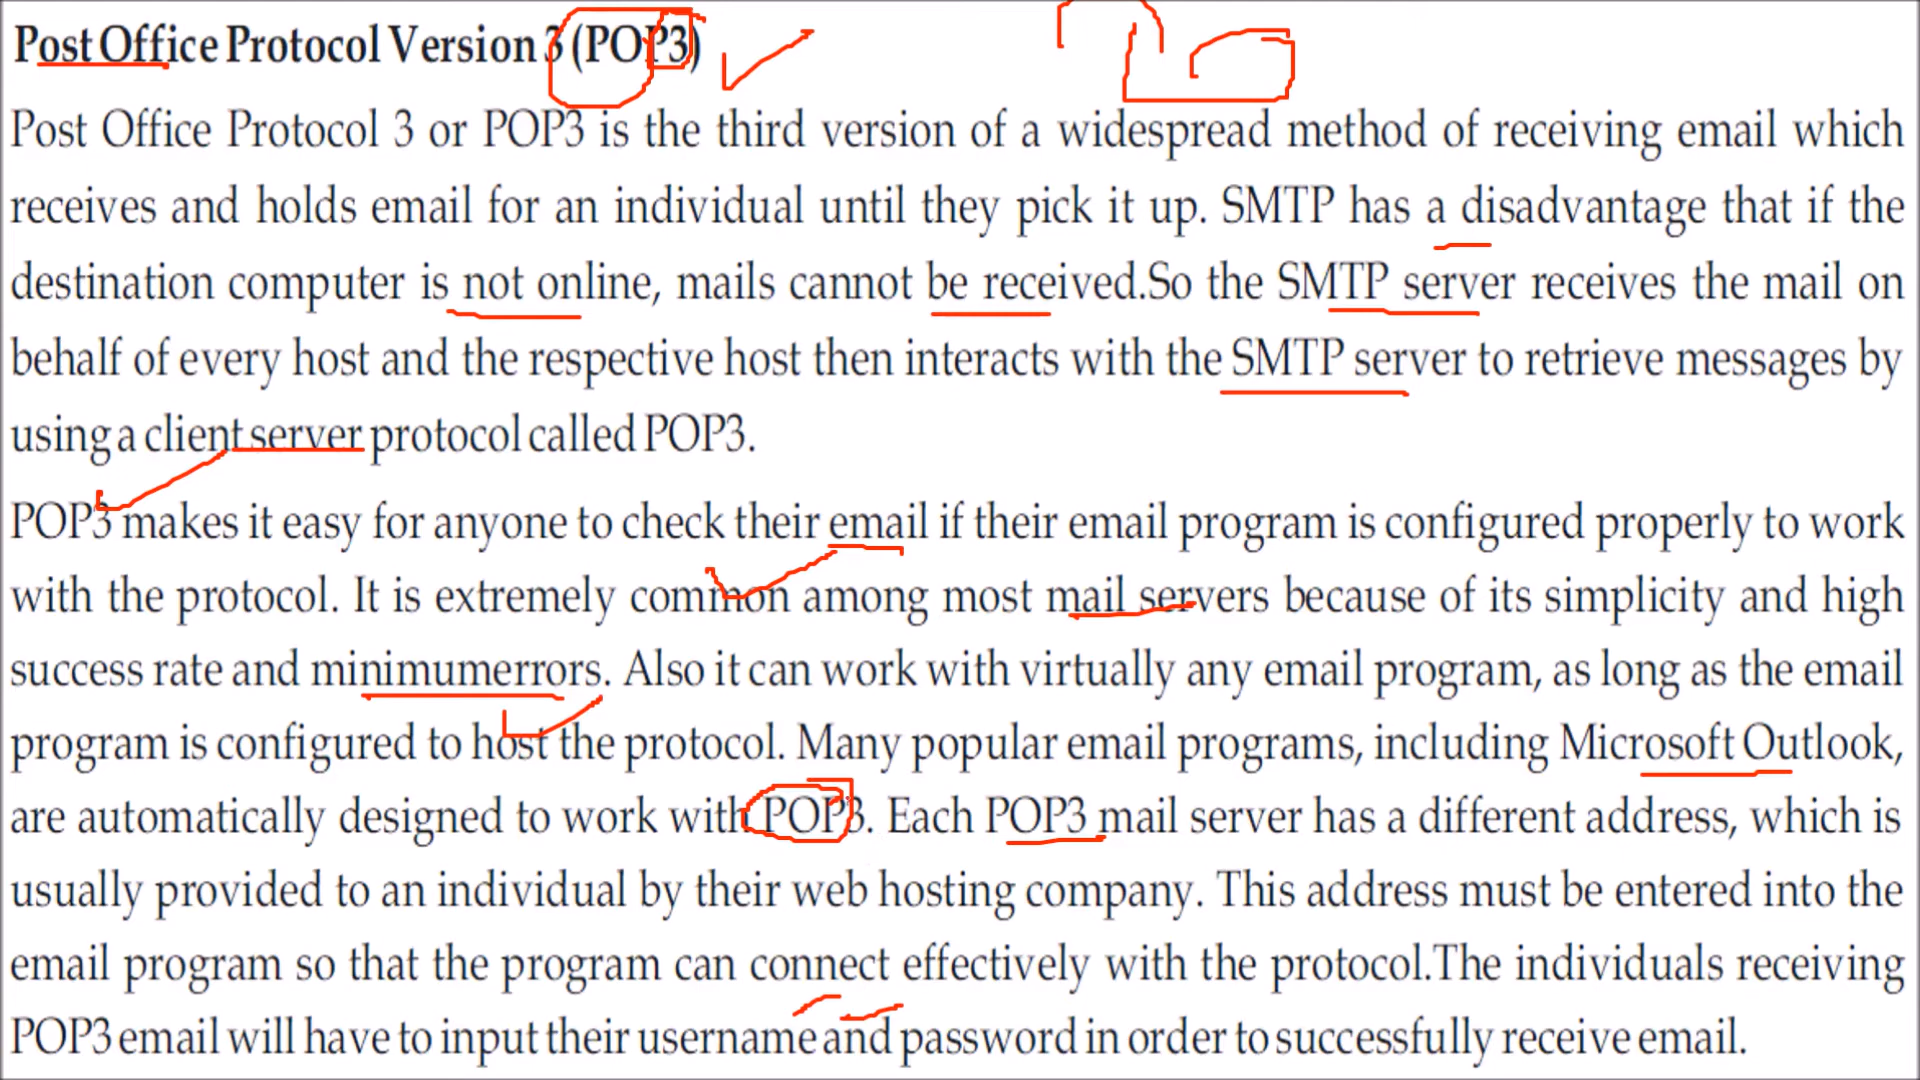 Post Office Protocol Version 3 (POP3)
Post Office Protocol 3 or POP3 is the third version of a widespread method of receiving email which
receives and holds email for an individual until they pick it up. SMTP has a disadvantage that if the
destination computer is not online, mails cannot be received.So the SMTP server receives the mail on
behalf of every host and the respective host then interacts with the SMTP server to retrieve messages by
using a client server protocol called POP3.
POP3 makes it easy for anyone to check their email if their email program is configured properly to work
with the protocol. It is extremely common among most mail servers because of its simplicity and high
success rate and minimumerrors. Also it can work with virtually any email program, as long as the email
program is configured to host the protocol. Many popular email programs, including Microsoft Outlook,
are automatically designed to work with POP3. Each POP3 mail server has a different address, which is
usually provided to an individual by their web hosting company. This address must be entered into the
email program so that the program can connect effectively with the protocol.The individuals receiving
POP3 email will have to input their username and password in order to successfully receive email.